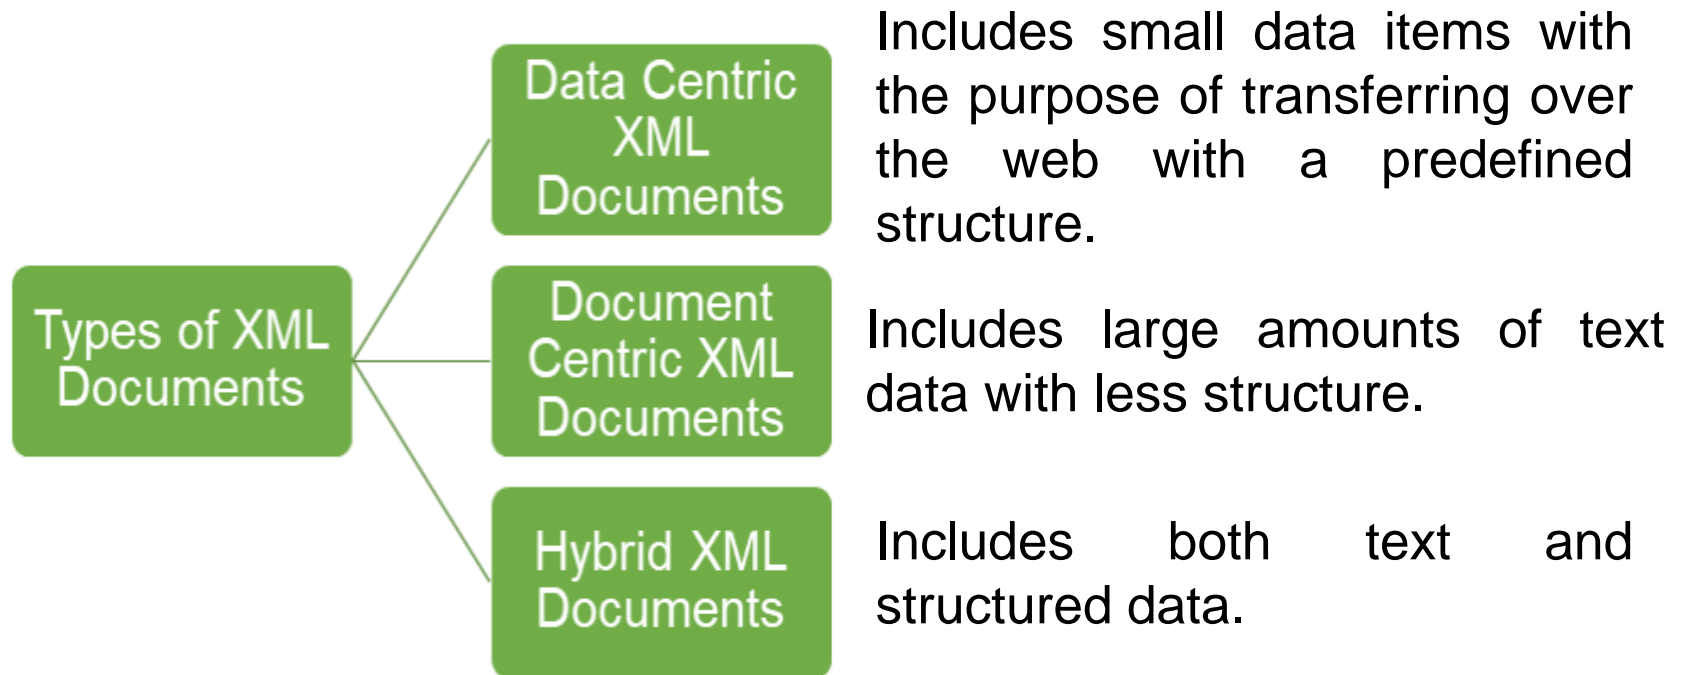 Types of XML
Documents
Data Centric
XML
Documents
Includes small data items with
the purpose of transferring over
the web with a predefined
structure.
Document
Centric XML
Documents
Includes large amounts of text
data with less structure.
Hybrid XML
Documents
Includes both text and
structured data.